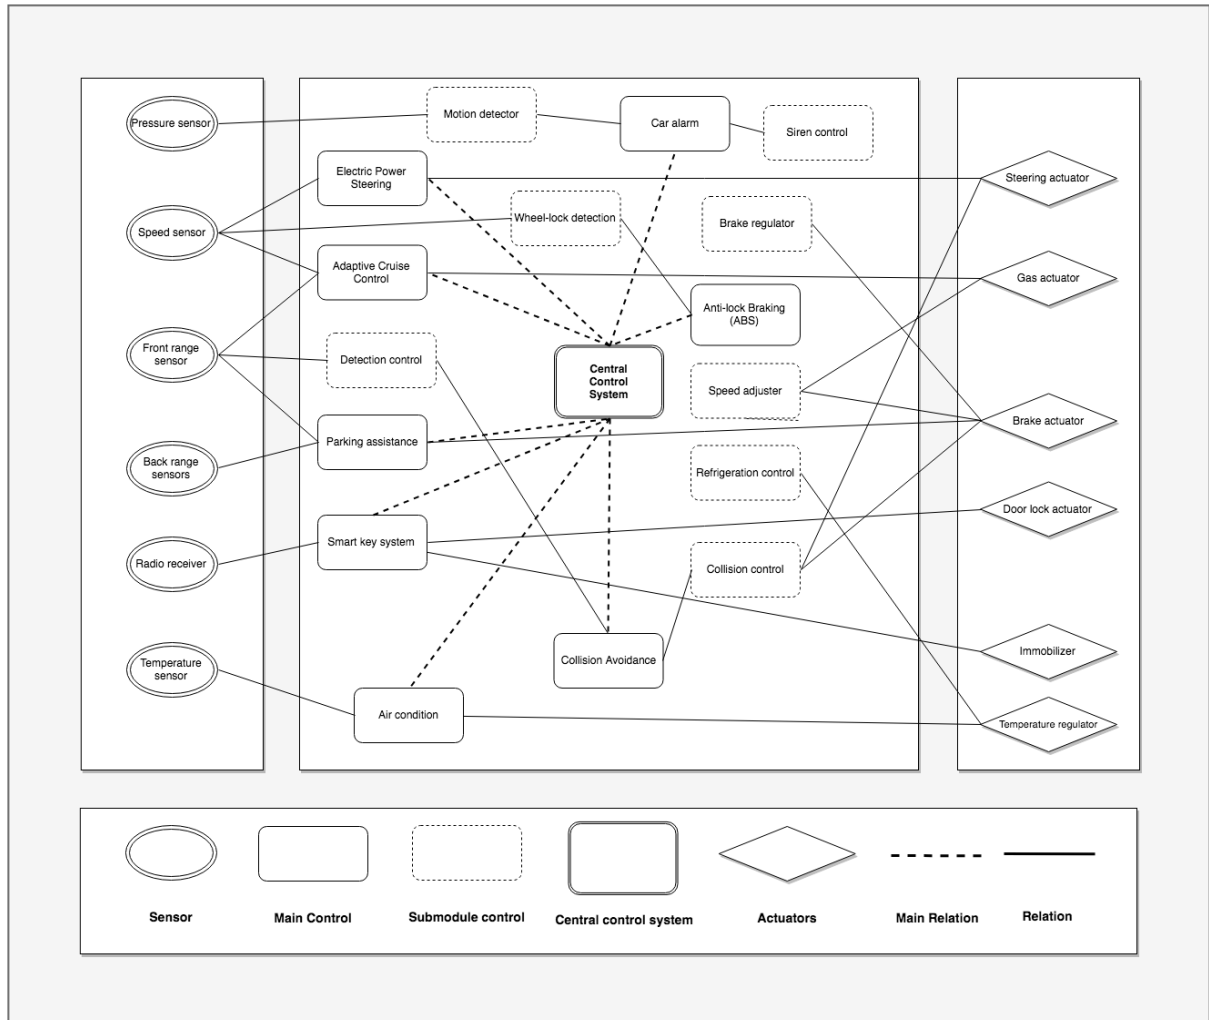 Pressure sensor
Motion detector
Car alarm
Siren control
Electric Power
Steering
Steering actuator
Speed sensor
Wheel-lock detection
Brake regulator
Adaptive Cruise
Control
Gas actuator
Anti-lock Braking
(ABS)
Front range
sensor
Detection control
Central
Control
System
Speed adjuster
Parking assistance
Brake actuator
Back range
sensors
Refrigeration control
Door lock actuator
Smart key system
Radio receiver
Collision control
Temperature
sensor
Collision Avoidance
Immobilizer
Air condition
Temperature regulator
Sensor
Main Control
Submodule control
Central control system
Actuators
Main Relation
Relation